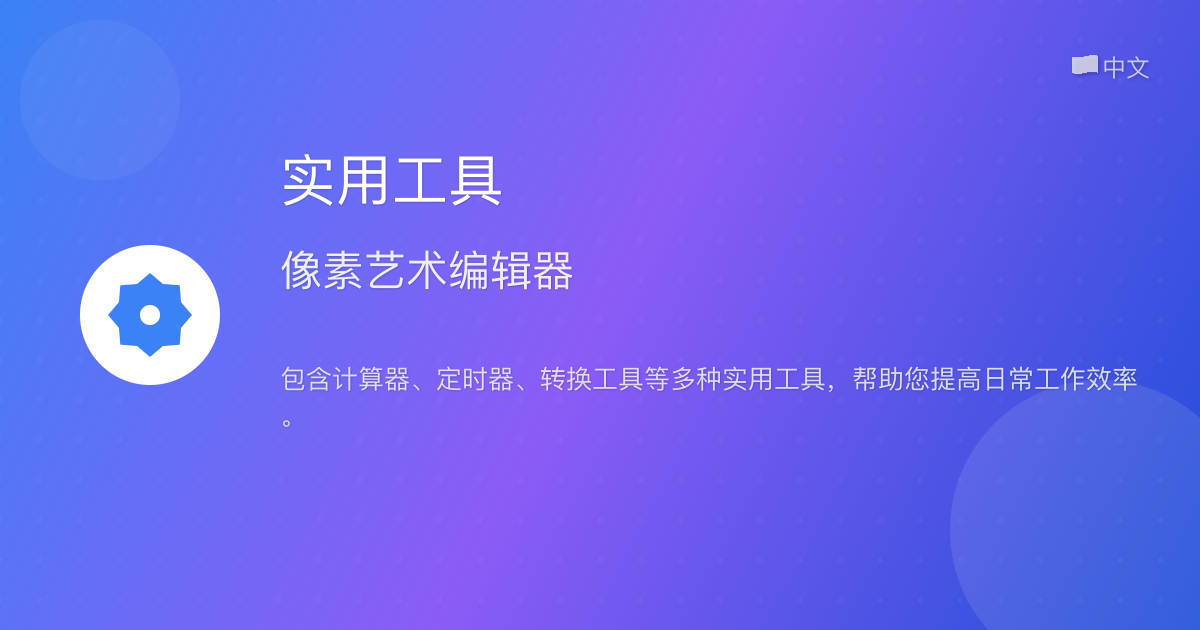 中文
实用工具
像素艺术编辑器
包含计算器、定时器、转换工具等多种实用工具，帮助您提高日常工作效率
。